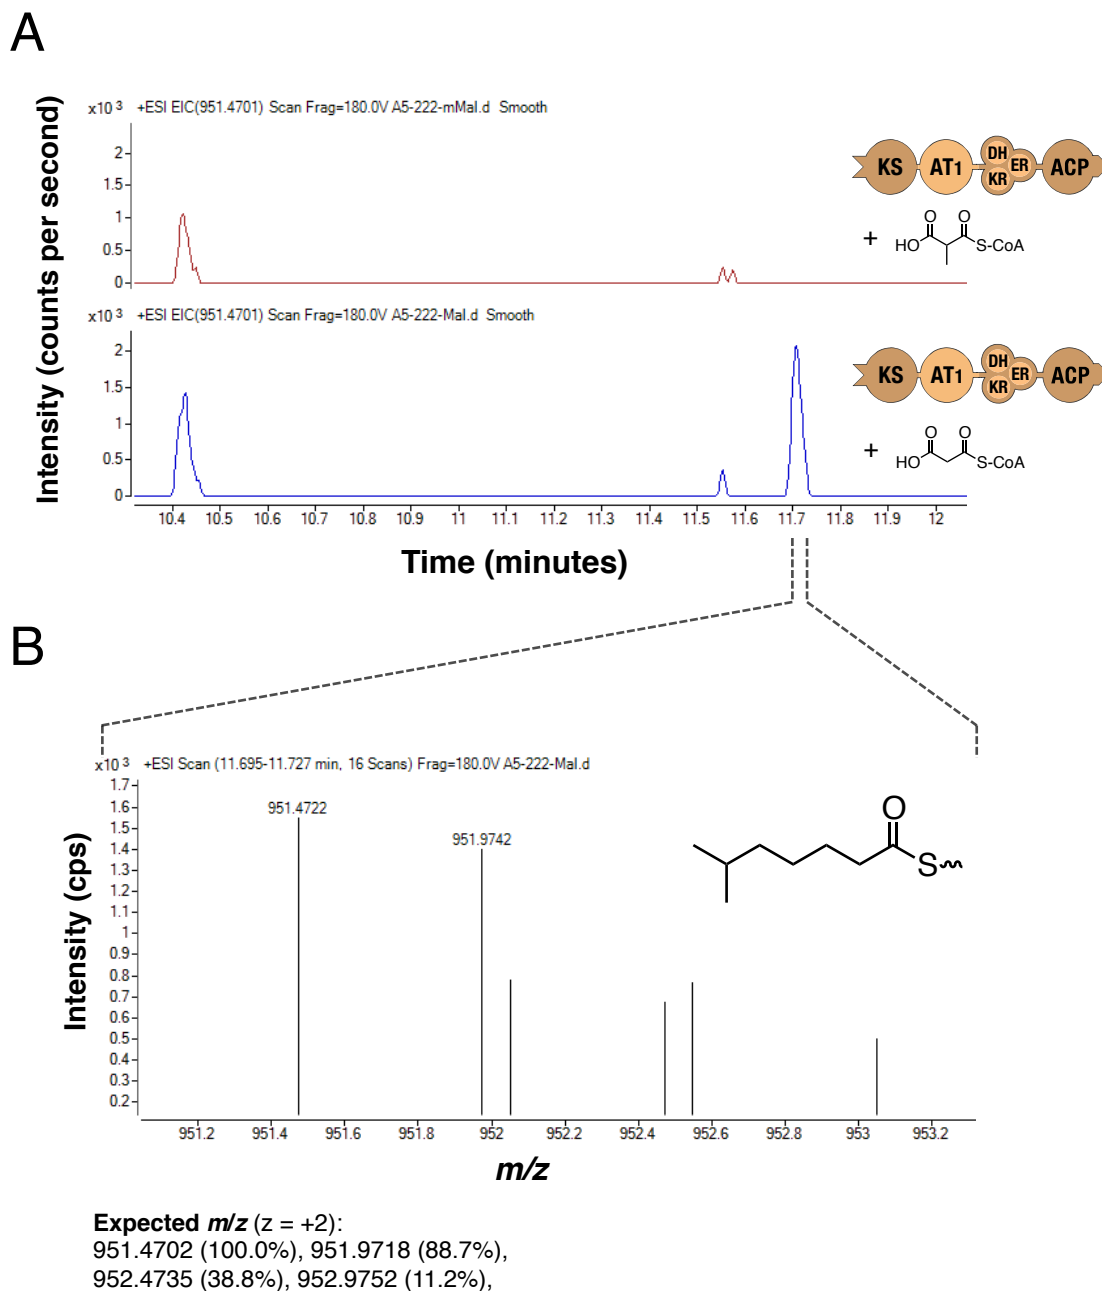 A
Intensity (counts per second)
x10 3 +ESI EIC(951.4701) Scan Frag=180.0V A5-222-mMal.d Smooth
2
1.5
1
0.5
0
KS AT1 DH KR ER ACP
+
O O
HO S-CoA
x10 3 +ESI EIC(951.4701) Scan Frag=180.0V A5-222-Mal.d Smooth
2
1.5
1
0.5
0
KS AT1 DH KR ER ACP
+
O O
HO S-CoA
10.4 10.5 10.6 10.7 10.8 10.9 11 11.1 11.2 11.3 11.4 11.5 11.6 11.7 11.8 11.9 12
Time (minutes)
B
Intensity (cps)
x10 3 +ESI Scan (11.695-11.727 min, 16 Scans) Frag=180.0V A5-222-Mal.d
1.7
1.6
1.5
1.4
1.3
1.2
1.1
1
0.9
0.8
0.7
0.6
0.5
0.4
0.3
0.2
951.4722
951.9742
O
S
951.2 951.4 951.6 951.8 952 952.2 952.4 952.6 952.8 953 953.2
m/z
Expected m/z (z = +2):
951.4702 (100.0%), 951.9718 (88.7%),
952.4735 (38.8%), 952.9752 (11.2%),